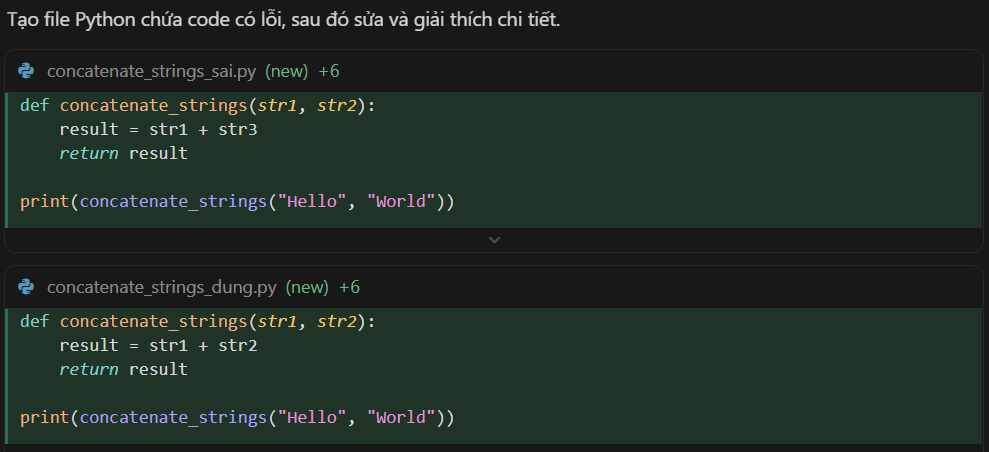 Tạo file Python chứa code có lỗi, sau đó sửa và giải thích chi tiết.
concatenate_strings_sai.py (new) +6
def concatenate_strings(str1, str2):
    result = str1 + str3
    return result
print(concatenate_strings("Hello", "World"))
concatenate_strings_dung.py (new) +6
def concatenate_strings(str1, str2):
    result = str1 + str2
    return result
print(concatenate_strings("Hello", "World"))